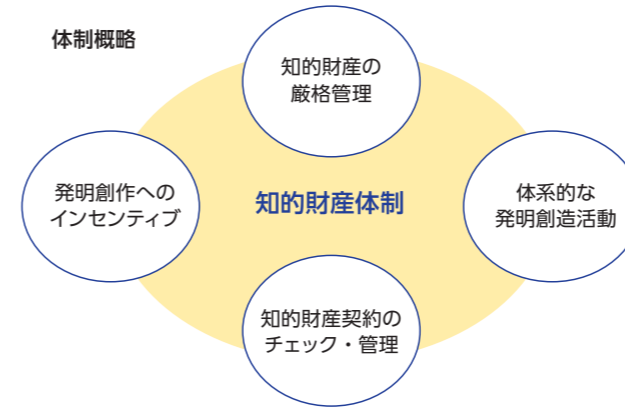 体制概略
知的財産の
厳格管理
発明創作への
インセンティブ
知的財産体制
体系的な
発明創造活動
知的財産契約の
チェック・管理